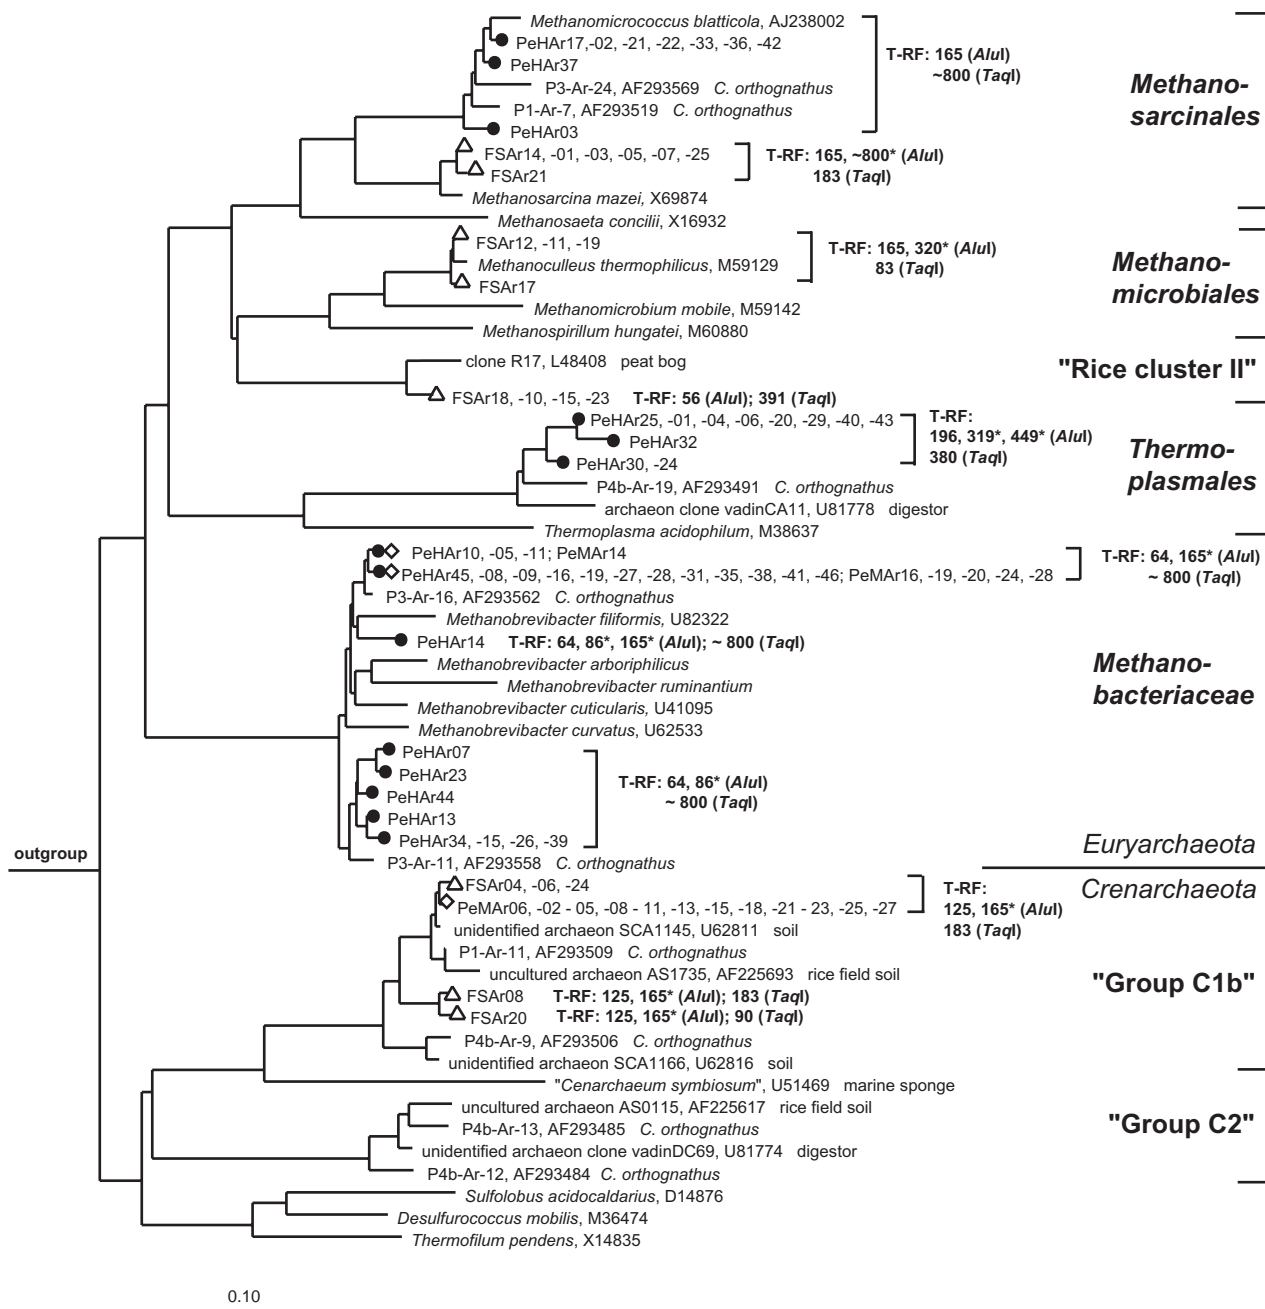 Methanomicrococcus blatticola, AJ238002
PeHAr17,-02, -21, -22, -33, -36, -42
PeHAr37
P3-Ar-24, AF293569 C. orthognathus
P1-Ar-7, AF293519 C. orthognathus
PeHAr03
T-RF: 165 (AluI)
~800 (TaqI)
Methano-
sarcinales
FSAr14, -01, -03, -05, -07, -25
FSAr21
T-RF: 165, ~800* (AluI)
183 (TaqI)
Methanosarcina mazei, X69874
Methanosaeta concilii, X16932
FSAr12, -11, -19
Methanoculleus thermophilicus, M59129
FSAr17
T-RF: 165, 320* (AluI)
83 (TaqI)
Methano-
microbiales
Methanomicrobium mobile, M59142
Methanospirillum hungatei, M60880
clone R17, L48408 peat bog
"Rice cluster II"
FSAr18, -10, -15, -23 T-RF: 56 (AluI); 391 (TaqI)
PeHAr25, -01, -04, -06, -20, -29, -40, -43
PeHAr32
PeHAr30, -24
T-RF:
196, 319*, 449* (AluI)
380 (TaqI)
Thermo-
plasmales
P4b-Ar-19, AF293491 C. orthognathus
archaeon clone vadinCA11, U81778 digestor
Thermoplasma acidophilum, M38637
PeHAr10, -05, -11; PeMAr14
PeHAr45, -08, -09, -16, -19, -27, -28, -31, -35, -38, -41, -46; PeMAr16, -19, -20, -24, -28
T-RF: 64, 165* (AluI)
~ 800 (TaqI)
P3-Ar-16, AF293562 C. orthognathus
Methanobrevibacter filiformis, U82322
PeHAr14 T-RF: 64, 86*, 165* (AluI); ~ 800 (TaqI)
Methanobrevibacter arboriphilicus
Methanobrevibacter ruminantium
Methano-
bacteriaceae
Methanobrevibacter cuticularis, U41095
Methanobrevibacter curvatus, U62533
PeHAr07
PeHAr23
PeHAr44
PeHAr13
PeHAr34, -15, -26, -39
T-RF: 64, 86* (AluI)
~ 800 (TaqI)
P3-Ar-11, AF293558 C. orthognathus
outgroup
Euryarchaeota
Crenarchaeota
FSAr04, -06, -24
PeMAr06, -02 - 05, -08 - 11, -13, -15, -18, -21 - 23, -25, -27
T-RF:
125, 165* (AluI)
183 (TaqI)
unidentified archaeon SCA1145, U62811 soil
P1-Ar-11, AF293509 C. orthognathus
uncultured archaeon AS1735, AF225693 rice field soil
"Group C1b"
FSAr08 T-RF: 125, 165* (AluI); 183 (TaqI)
FSAr20 T-RF: 125, 165* (AluI); 90 (TaqI)
P4b-Ar-9, AF293506 C. orthognathus
unidentified archaeon SCA1166, U62816 soil
"Cenarchaeum symbiosum", U51469 marine sponge
uncultured archaeon AS0115, AF225617 rice field soil
P4b-Ar-13, AF293485 C. orthognathus
"Group C2"
unidentified archaeon clone vadinDC69, U81774 digestor
P4b-Ar-12, AF293484 C. orthognathus
Sulfolobus acidocaldarius, D14876
Desulfurococcus mobilis, M36474
Thermofilum pendens, X14835
0.10